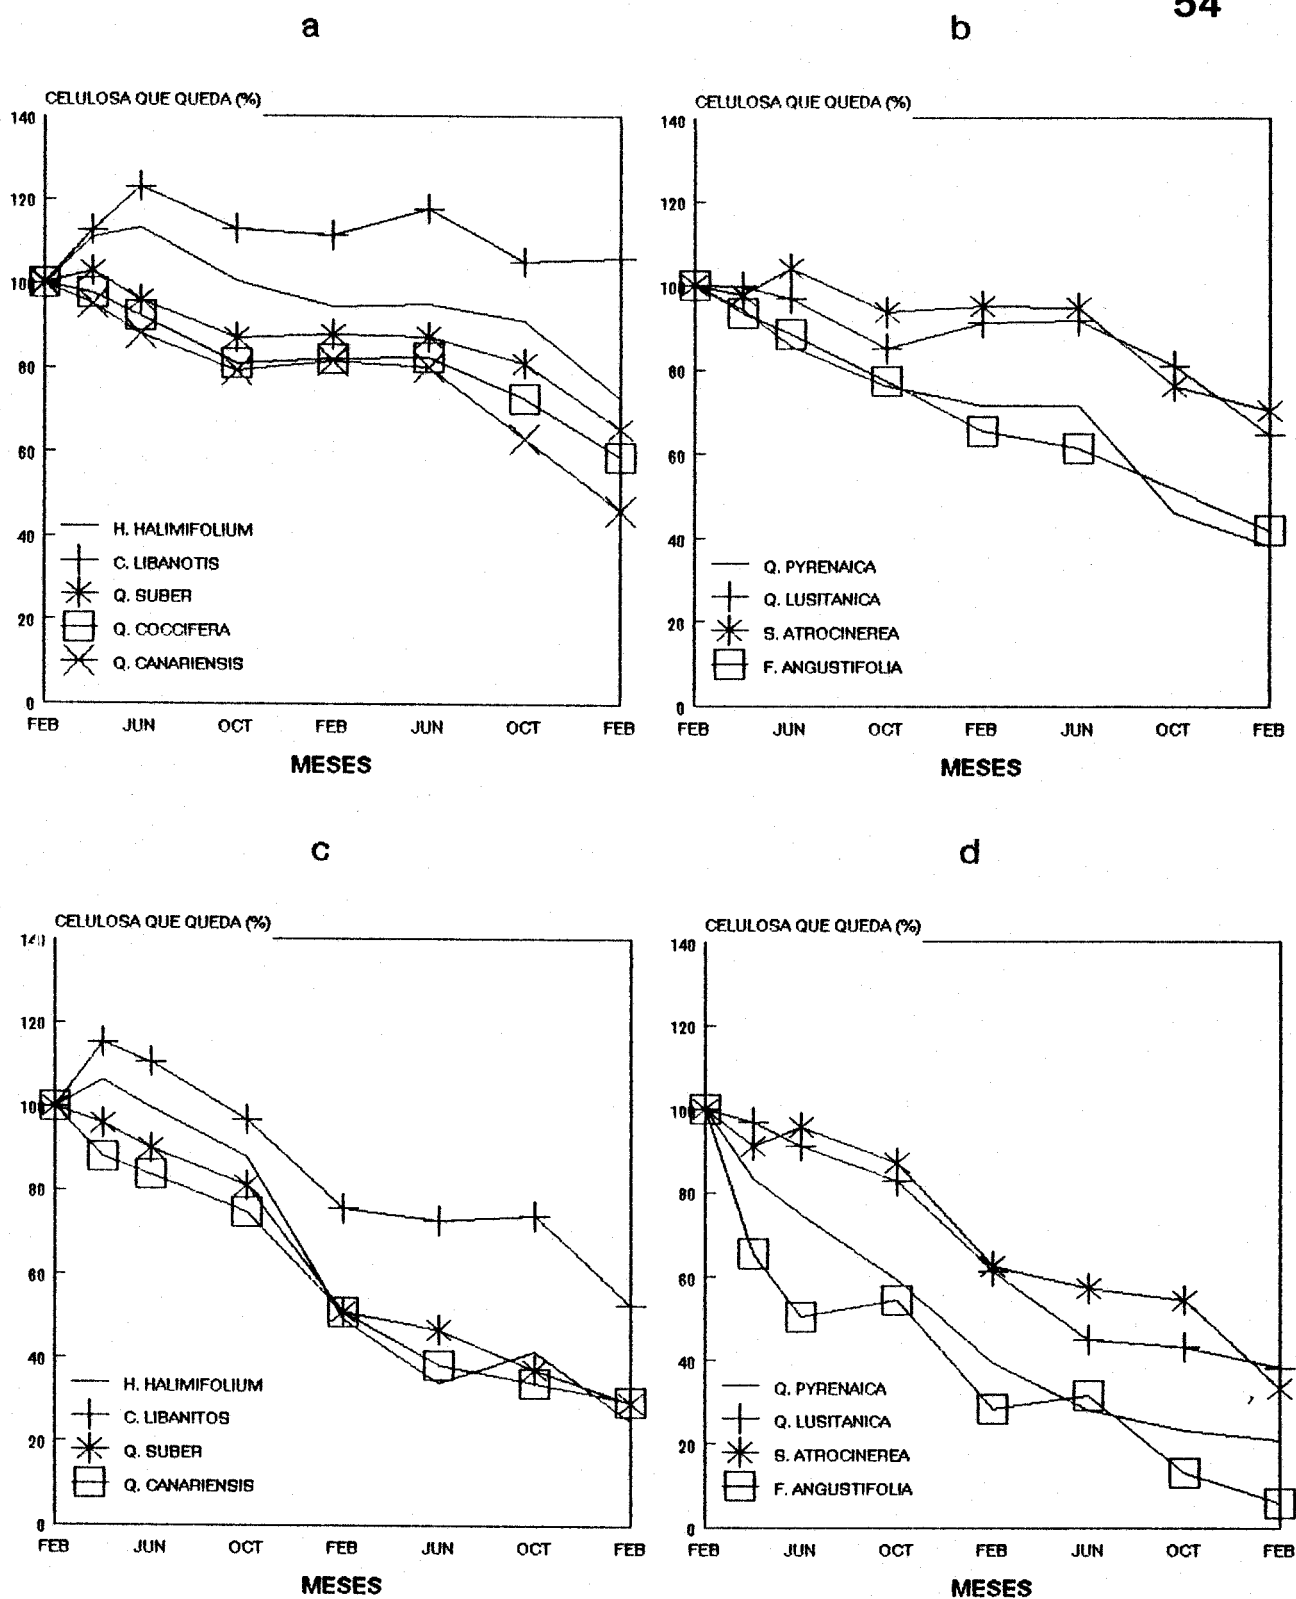 54
a
CELULOSA QUE QUEDA (%)
140
120
100
80
60
40
20
0
H. HALIMIFOLIUM
C. LIBANOTIS
Q. SUBER
Q. COCCIFERA
Q. CANARIENSIS
FEB JUN OCT FEB JUN OCT FEB
MESES
b
CELULOSA QUE QUEDA (%)
140
120
100
80
60
40
20
0
Q. PYRENAICA
Q. LUSITANICA
S. ATROCINEREA
F. ANGUSTIFOLIA
FEB JUN OCT FEB JUN OCT FEB
MESES
c
CELULOSA QUE QUEDA (%)
140
120
100
80
60
40
20
0
H. HALIMIFOLIUM
C. LIBANITOS
Q. SUBER
Q. CANARIENSIS
FEB JUN OCT FEB JUN OCT FEB
MESES
d
CELULOSA QUE QUEDA (%)
140
120
100
80
60
40
20
0
Q. PYRENAICA
Q. LUSITANICA
S. ATROCINEREA
F. ANGUSTIFOLIA
FEB JUN OCT FEB JUN OCT FEB
MESES